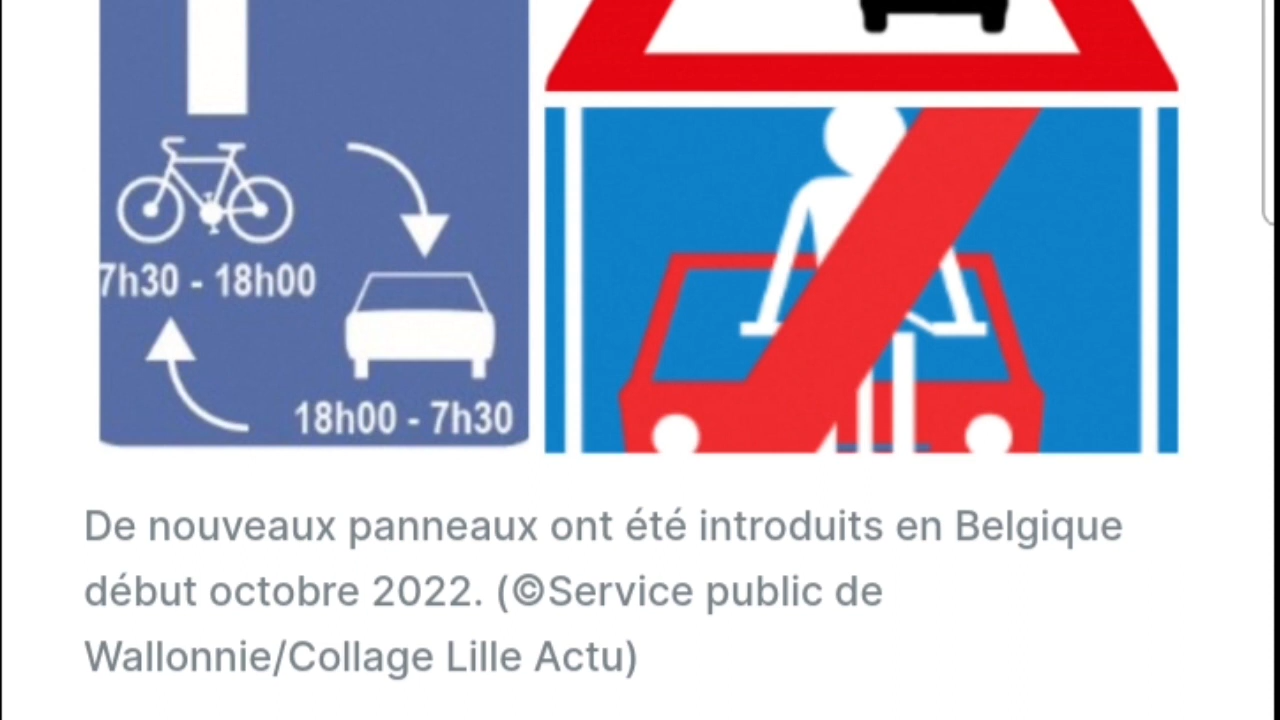 7h30 - 18h00
18h00 - 7h30
De nouveaux panneaux ont été introduits en Belgique
début octobre 2022. (©Service public de
Wallonnie/Collage Lille Actu)